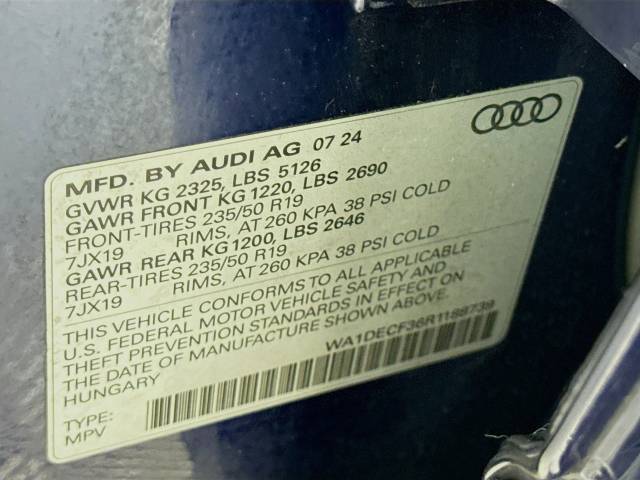 MFD. BY AUDI AG 07 24
GVWR KG 2325, LBS 5126
GAWR FRONT KG 1220, LBS 2690
FRONT-TIRES 235/50 R19
7JX19 RIMS, AT 260 KPA 38 PSI COLD
GAWR REAR KG 1200, LBS 2646
REAR-TIRES 235/50 R19
7JX19 RIMS, AT 260 KPA 38 PSI COLD
THIS VEHICLE CONFORMS TO ALL APPLICABLE
U.S. FEDERAL MOTOR VEHICLE SAFETY AND
THEFT PREVENTION STANDARDS IN EFFECT ON
THE DATE OF MANUFACTURE SHOWN ABOVE.
HUNGARY
WA1DECF36R1188739
TYPE:
MPV